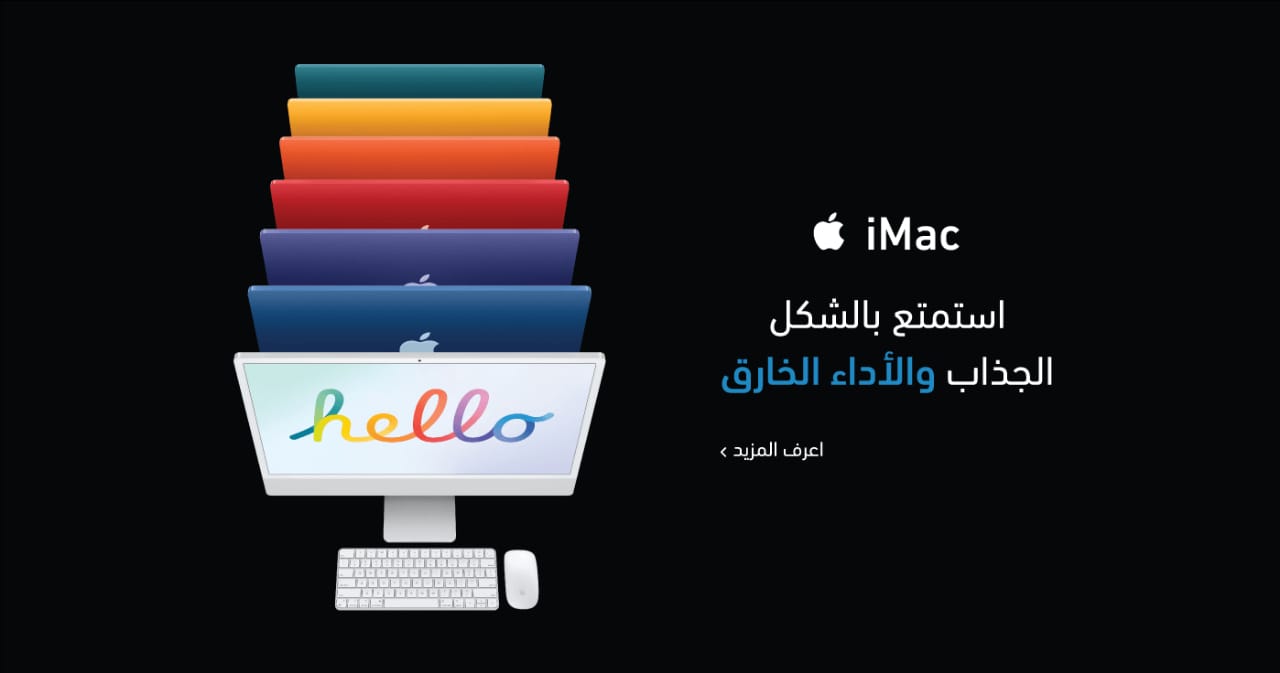 hello
iMac
استمتع بالشكل
الجذاب والأداء الخارق
اعرف المزيد ›